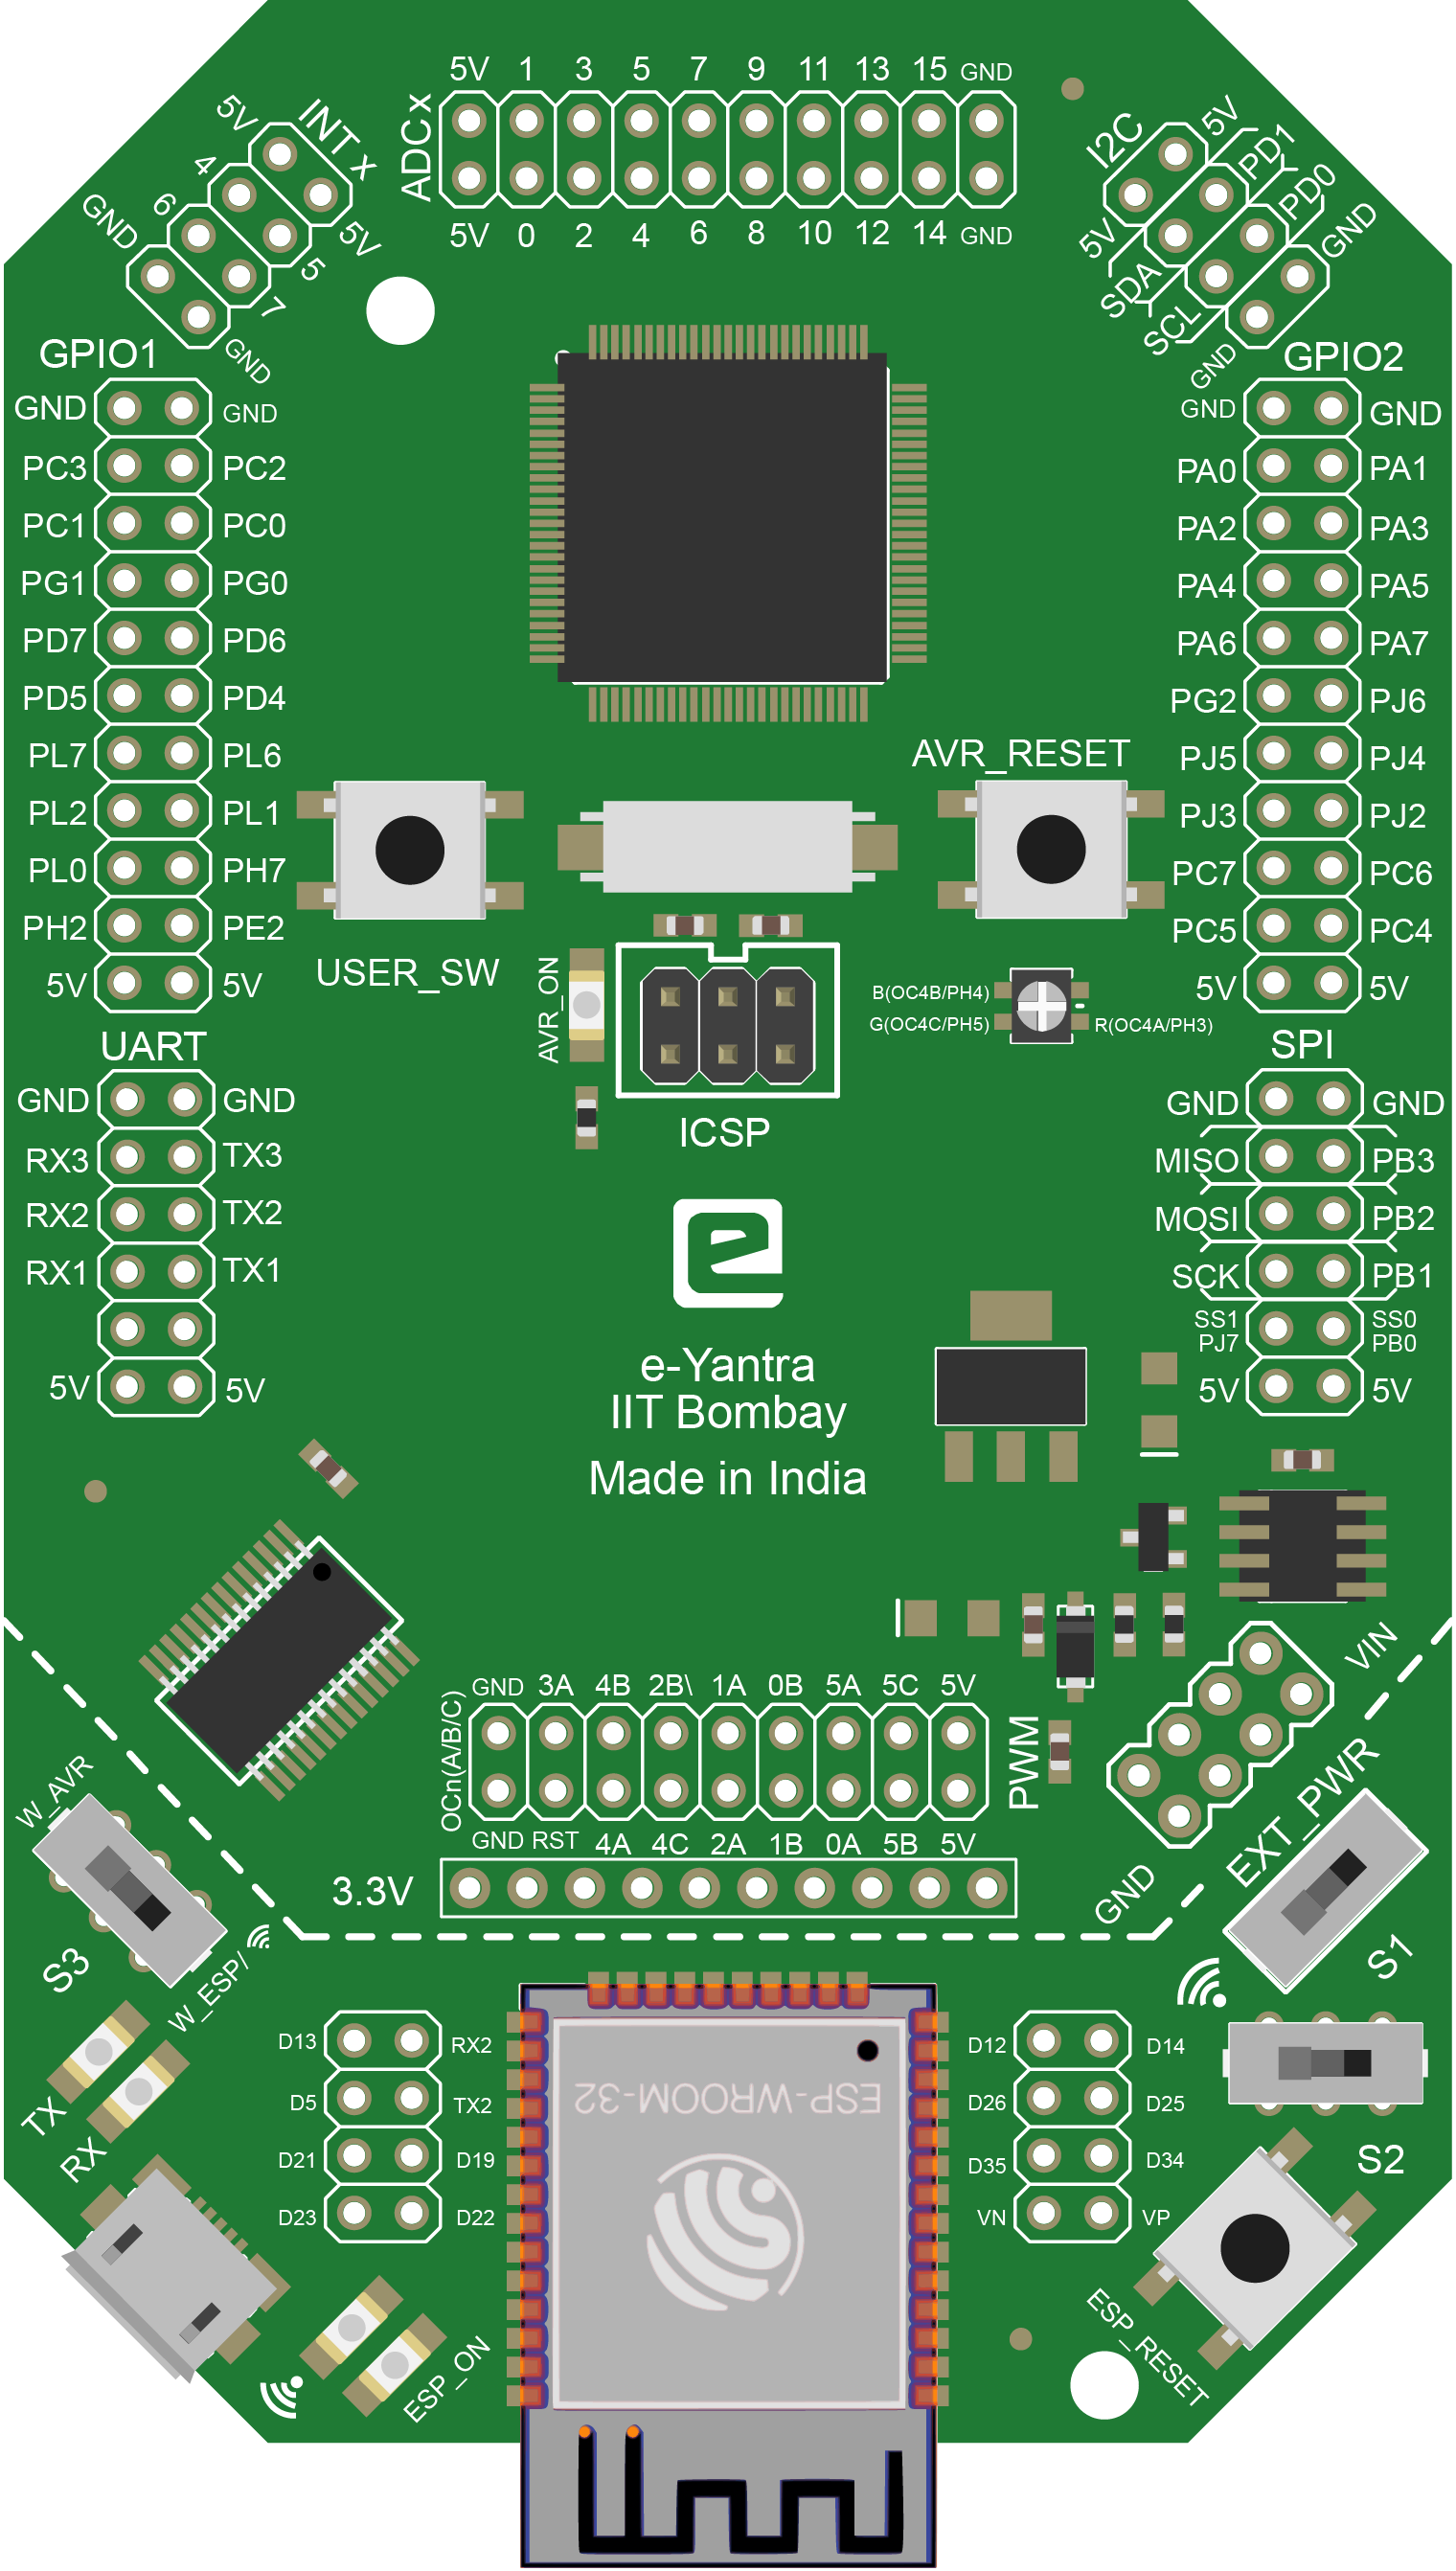 5V 1 3 5 7 9 11 13 15 GND
ADCx
5V 0 2 4 6 8 10 12 14 GND
INTx
5V
4
6
GND
5V
5
7
GND
I2C
5V
PD1
PD0
GND
5V
SDA
SCL
GND
GPIO1
GND GND
PC3 PC2
PC1 PC0
PG1 PG0
PD7 PD6
PD5 PD4
PL7 PL6
PL2 PL1
PL0 PH7
PH2 PE2
5V 5V
GPIO2
GND GND
PA0 PA1
PA2 PA3
PA4 PA5
PA6 PA7
PG2 PJ6
PJ5 PJ4
PJ3 PJ2
PC7 PC6
PC5 PC4
5V 5V
AVR_RESET
USER_SW
AVR_ON
B(OC4B/PH4)
G(OC4C/PH5)
R(OC4A/PH3)
ICSP
UART
GND GND
RX3 TX3
RX2 TX2
RX1 TX1
5V 5V
SPI
GND GND
MISO PB3
MOSI PB2
SCK PB1
SS1 SS0
PJ7 PB0
5V 5V
e-Yantra
IIT Bombay
Made in India
GND 3A 4B 2B\ 1A 0B 5A 5C 5V
OCn(A/B/C)
PWM
GND RST 4A 4C 2A 1B 0A 5B 5V
3.3V
VIN
GND
EXT_PWR
S1
W_AVR
S3
W_ESP/
TX
RX
D13 RX2
D5 TX2
D21 D19
D23 D22
ESP-WROOM-32
D12 D14
D26 D25
D35 D34
VN VP
S2
ESP_RESET
ESP_ON